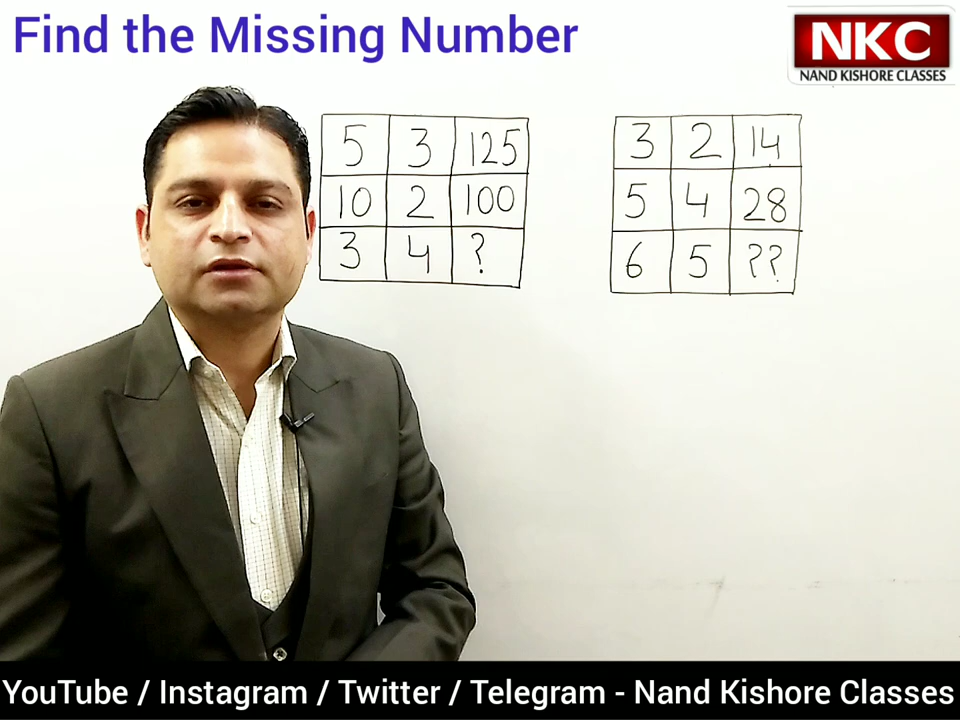 Find the Missing Number
NKC
NAND KISHORE CLASSES
5 3 125
10 2 100
3 4 ?
3 2 14
5 4 28
6 5 ??
YouTube / Instagram / Twitter / Telegram - Nand Kishore Classes